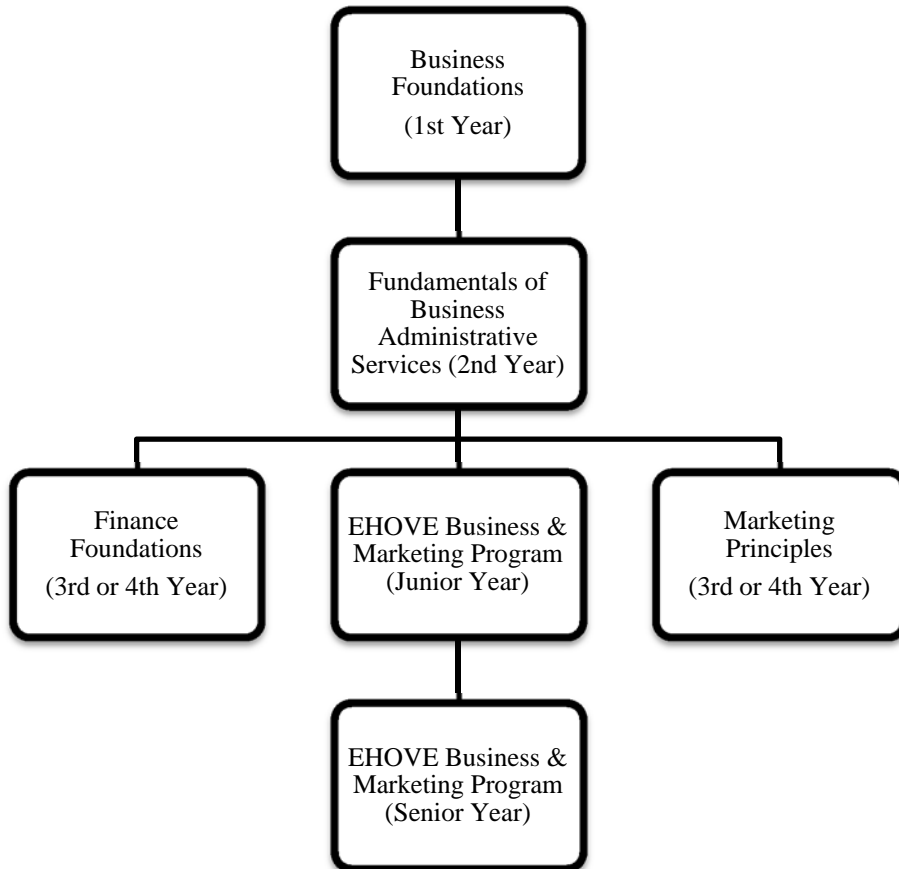 Business
Foundations
(1st Year)
Fundamentals of
Business
Administrative
Services (2nd Year)
Finance
Foundations
(3rd or 4th Year)
EHOVE Business &
Marketing Program
(Junior Year)
Marketing
Principles
(3rd or 4th Year)
EHOVE Business &
Marketing Program
(Senior Year)